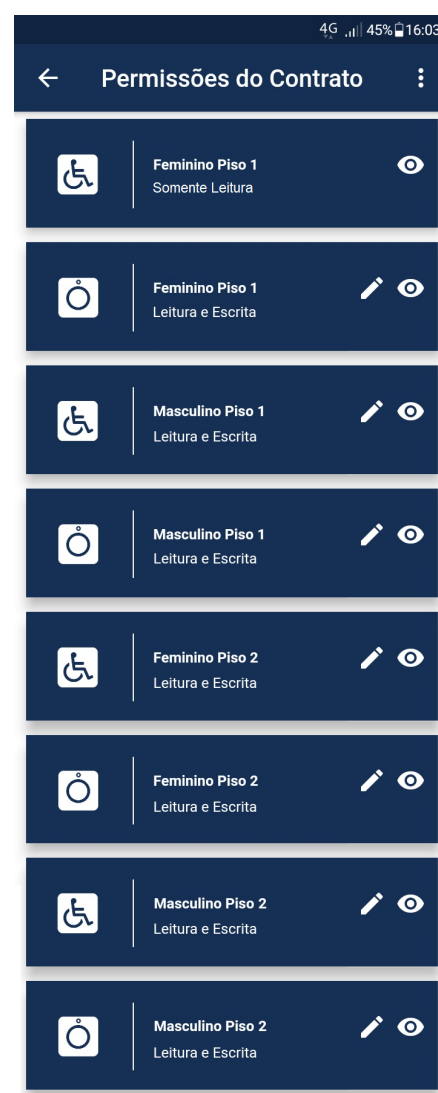 4G 45% 16:03
Permissões do Contrato
Feminino Piso 1
Somente Leitura
Feminino Piso 1
Leitura e Escrita
Masculino Piso 1
Leitura e Escrita
Masculino Piso 1
Leitura e Escrita
Feminino Piso 2
Leitura e Escrita
Feminino Piso 2
Leitura e Escrita
Masculino Piso 2
Leitura e Escrita
Masculino Piso 2
Leitura e Escrita